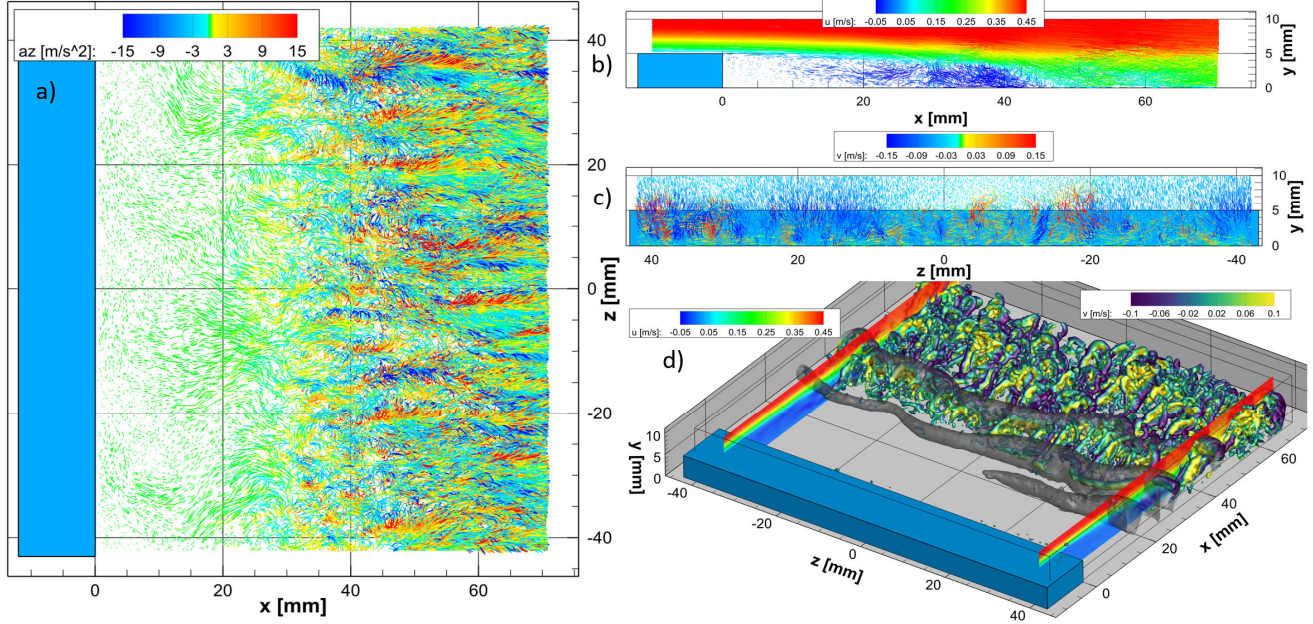 az [m/s^2]: -15 -9 -3 3 9 15
a)
40
20
0
-20
-40
z [mm]
0 20 40 60
x [mm]
u [m/s]: -0.05 0.05 0.15 0.25 0.35 0.45
b)
10
5
0
y [mm]
0 20 40 60
x [mm]
v [m/s]: -0.15 -0.09 -0.03 0.03 0.09 0.15
c)
10
5
0
y [mm]
40 20 0 -20 -40
z [mm]
u [m/s]: -0.05 0.05 0.15 0.25 0.35 0.45
v [m/s]: -0.1 -0.06 -0.02 0.02 0.06 0.1
d)
10
5
0
y [mm]
-40 -20 0 20 40
z [mm]
0 20 40 60
x [mm]